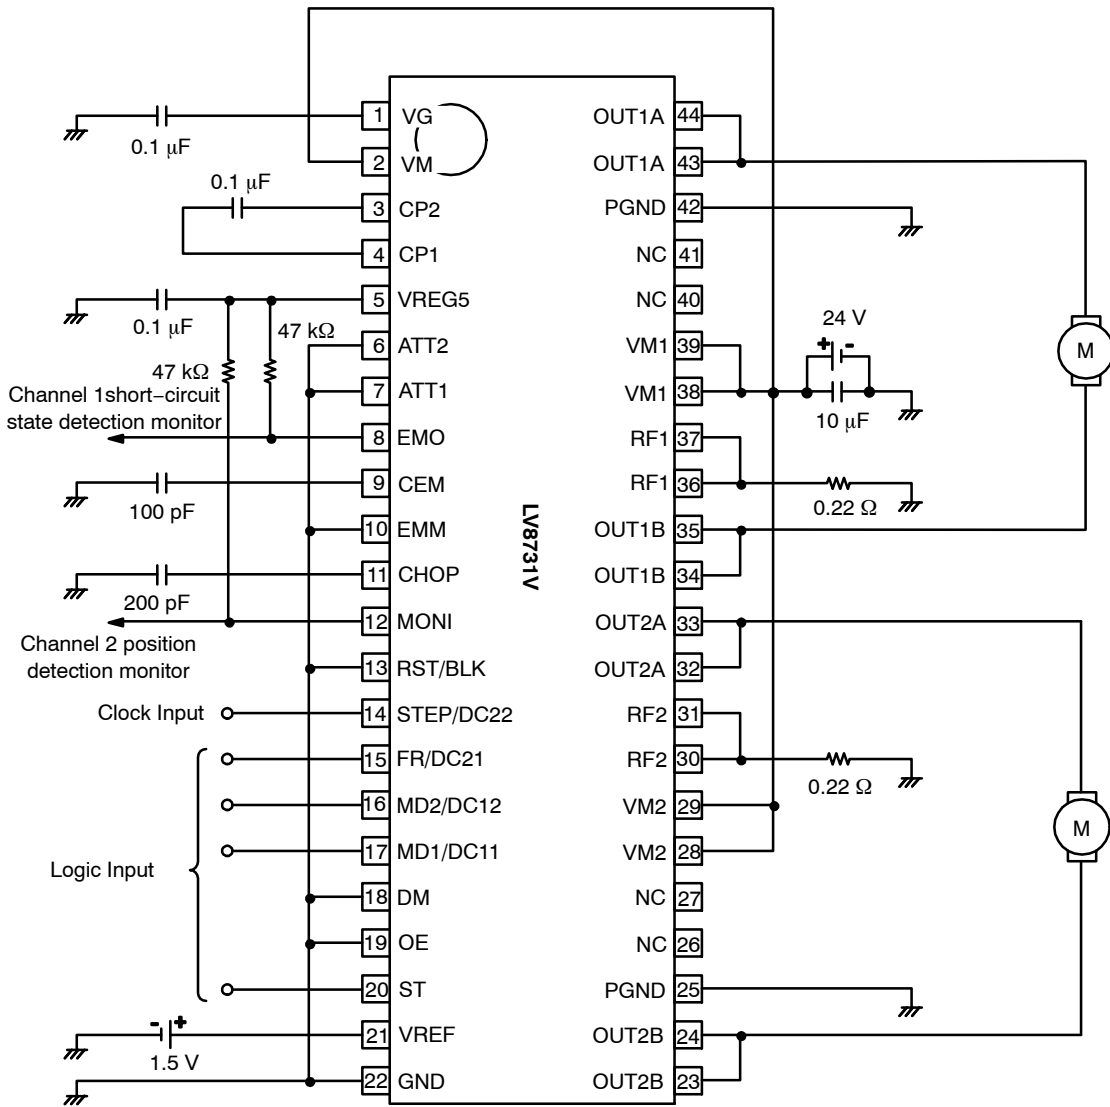 1 VG OUT1A 44
0.1 μF
2 VM OUT1A 43
0.1 μF
3 CP2 PGND 42
4 CP1 NC 41
5 VREG5 NC 40
0.1 μF
47 kΩ
24 V
+ -
6 ATT2 VM1 39
47 kΩ
7 ATT1 VM1 38
10 μF
Channel 1short−circuit
state detection monitor
8 EMO RF1 37
9 CEM RF1 36
100 pF
0.22 Ω
LV8731V
10 EMM OUT1B 35
11 CHOP OUT1B 34
200 pF
12 MONI OUT2A 33
Channel 2 position
detection monitor
13 RST/BLK OUT2A 32
Clock Input
14 STEP/DC22 RF2 31
15 FR/DC21 RF2 30
0.22 Ω
16 MD2/DC12 VM2 29
17 MD1/DC11 VM2 28
Logic Input
18 DM NC 27
19 OE NC 26
20 ST PGND 25
- +
21 VREF OUT2B 24
1.5 V
22 GND OUT2B 23
M
M